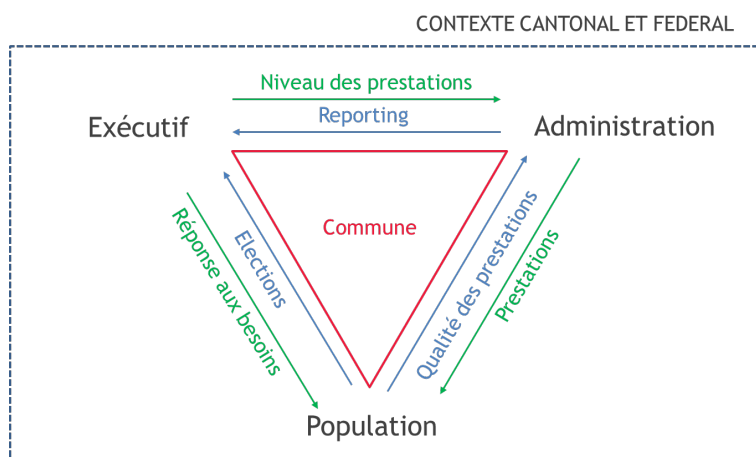 CONTEXTE CANTONAL ET FEDERAL
Niveau des prestations
Reporting
Exécutif
Administration
Commune
Réponse aux besoins
Elections
Qualité des prestations
Prestations
Population